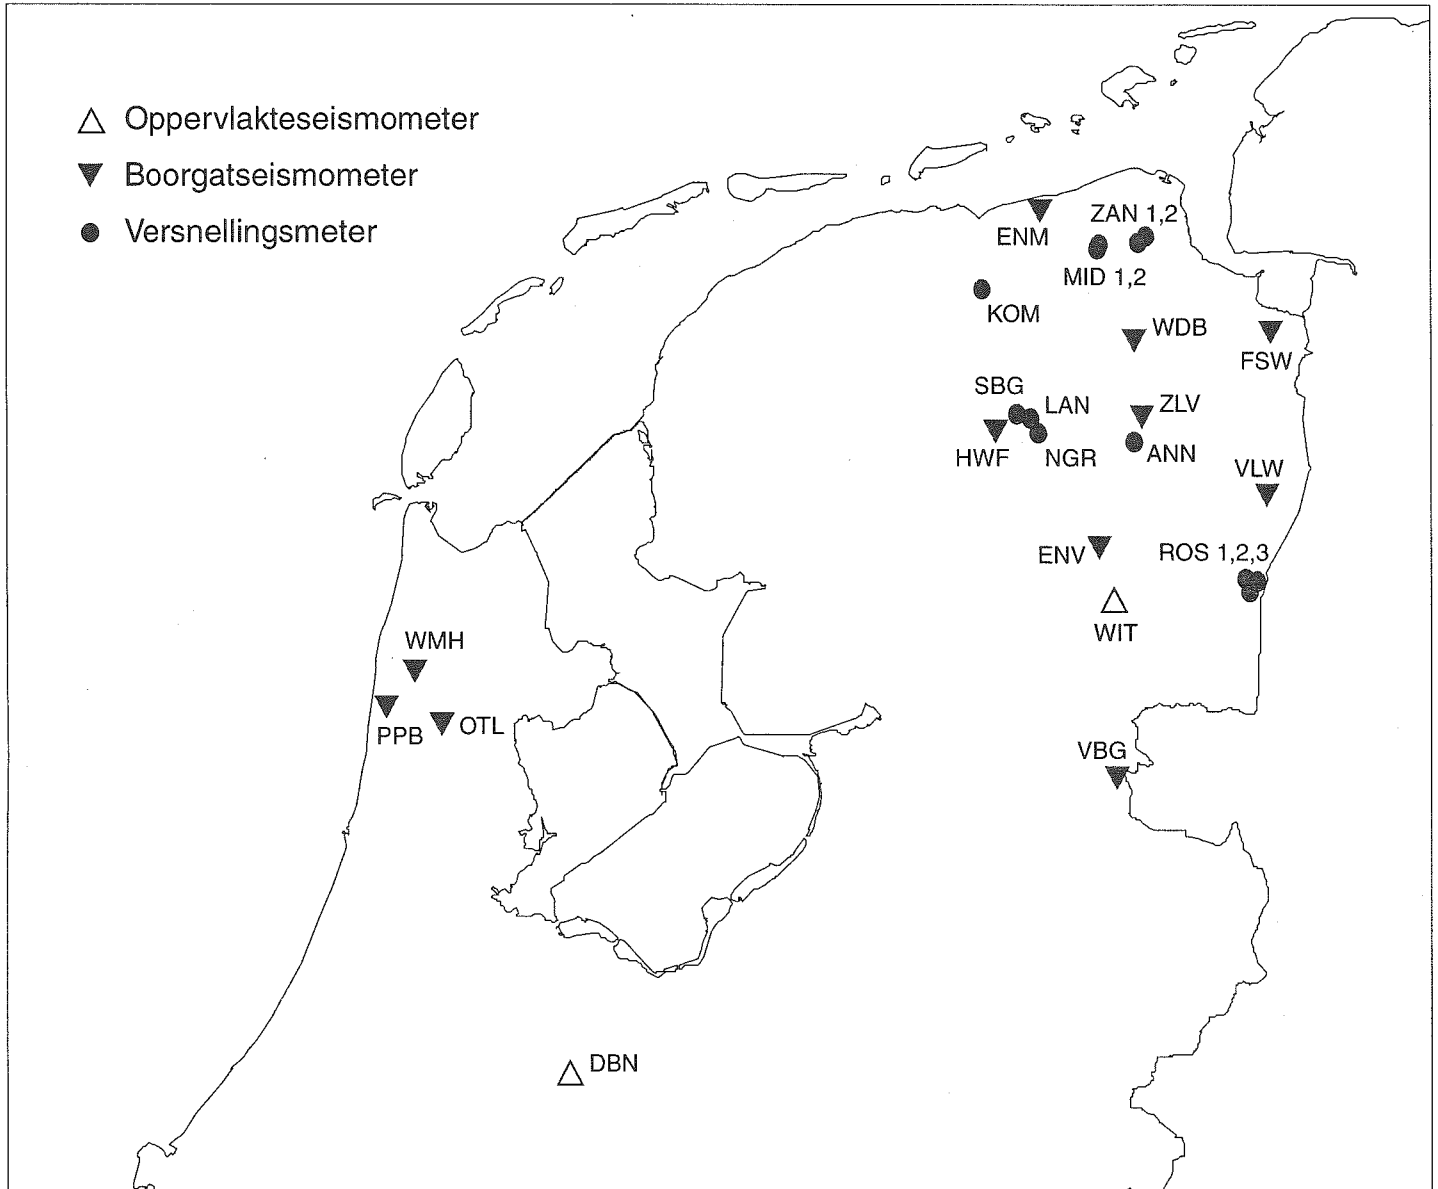 Oppervlakteseismometer
Boorgatseismometer
Versnellingsmeter
ZAN 1,2
ENM
MID 1,2
KOM
WDB
FSW
SBG
LAN
ZLV
HWF
NGR
ANN
VLW
ENV
ROS 1,2,3
WIT
WMH
PPB
OTL
VBG
DBN